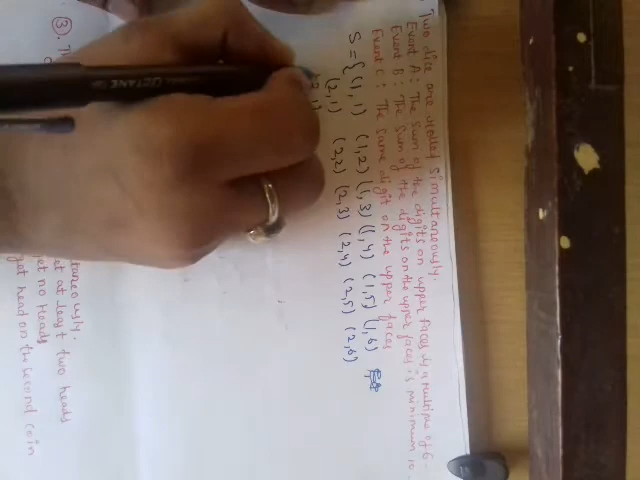 Two dice are rolled simultaneously.
Event A: The sum of the digits on upper faces is a multiple of 6.
Event B: The sum of the digits on the upper faces is minimum 10.
Event C: The same digit on the upper faces
S = { (1,1) (1,2) (1,3) (1,4) (1,5) (1,6)
(2,1) (2,2) (2,3) (2,4) (2,5) (2,6)
OCTANE
③.
at least two heads
get no Heads
get head on the second coin